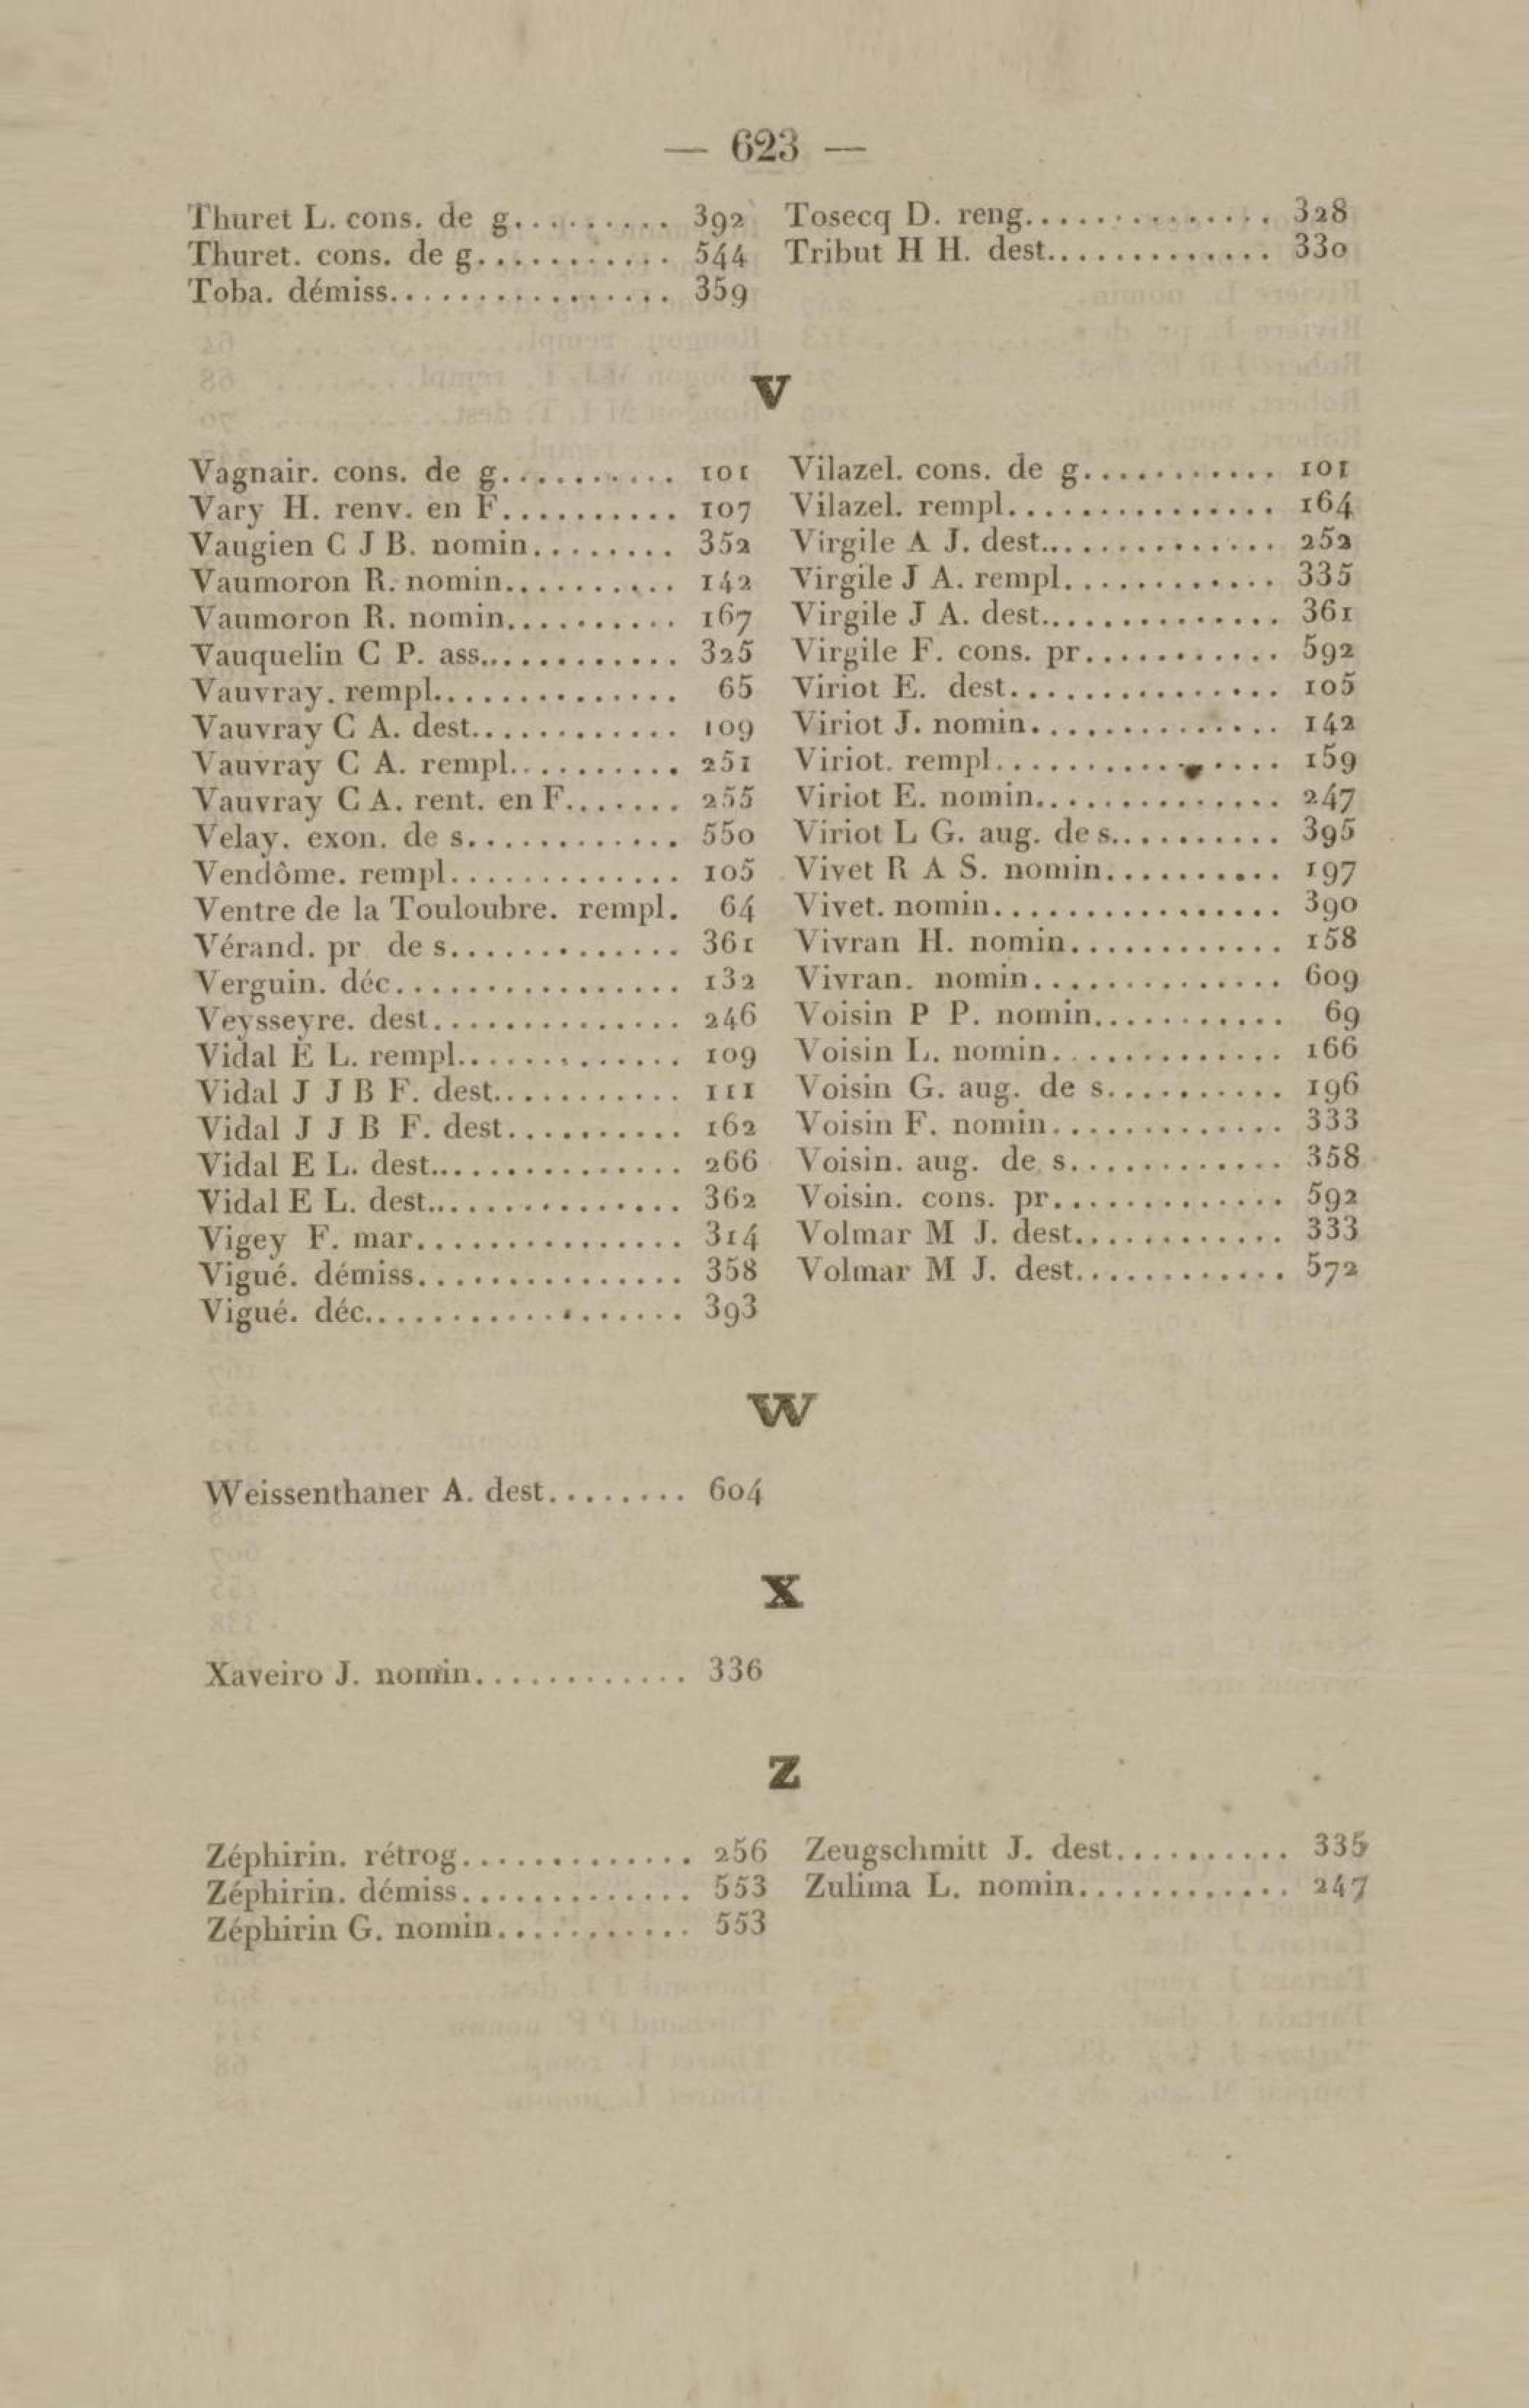 — 623 —
Thuret L. cons. de g.......... 392
Thuret. cons. de g........... 544
Toba. démiss................ 359
Tosecq D. reng.............. 328
Tribut H H. dest............. 330
V
Vagnair. cons. de g.......... 101
Vary H. renv. en F.......... 107
Vaugien C J B. nomin........ 352
Vaumoron R. nomin.......... 142
Vaumoron R. nomin.......... 167
Vauquelin C P. ass............ 325
Vauvray. rempl.............. 65
Vauvray C A. dest............ 109
Vauvray C A. rempl.......... 251
Vauvray C A. rent. en F....... 255
Velay. exon. de s............ 550
Vendôme. rempl............. 105
Ventre de la Touloubre. rempl. 64
Vérand. pr de s............. 361
Verguin. déc................ 132
Veysseyre. dest.............. 246
Vidal E L. rempl............. 109
Vidal J J B F. dest........... 111
Vidal J J B F. dest.......... 162
Vidal E L. dest............... 266
Vidal E L. dest............... 362
Vigey F. mar............... 314
Vigué. démiss............... 358
Vigué. déc.................. 393
Vilazel. cons. de g........... 101
Vilazel. rempl............... 164
Virgile A J. dest.............. 252
Virgile J A. rempl............ 335
Virgile J A. dest.............. 361
Virgile F. cons. pr........... 592
Viriot E. dest............... 105
Viriot J. nomin.............. 142
Viriot. rempl................ 159
Viriot E. nomin.............. 247
Viriot L G. aug. de s.......... 395
Vivet R A S. nomin.......... 197
Vivet. nomin................ 390
Vivran H. nomin............ 158
Vivran. nomin.............. 609
Voisin P P. nomin........... 69
Voisin L. nomin............. 166
Voisin G. aug. de s.......... 196
Voisin F. nomin............. 333
Voisin. aug. de s............ 358
Voisin. cons. pr............. 592
Volmar M J. dest............ 333
Volmar M J. dest............ 572
W
Weissenthaner A. dest........ 604
X
Xaveiro J. nomin............ 336
Z
Zéphirin. rétrog............. 256
Zéphirin. démiss............. 553
Zéphirin G. nomin........... 553
Zeugschmitt J. dest.......... 335
Zulima L. nomin............ 247